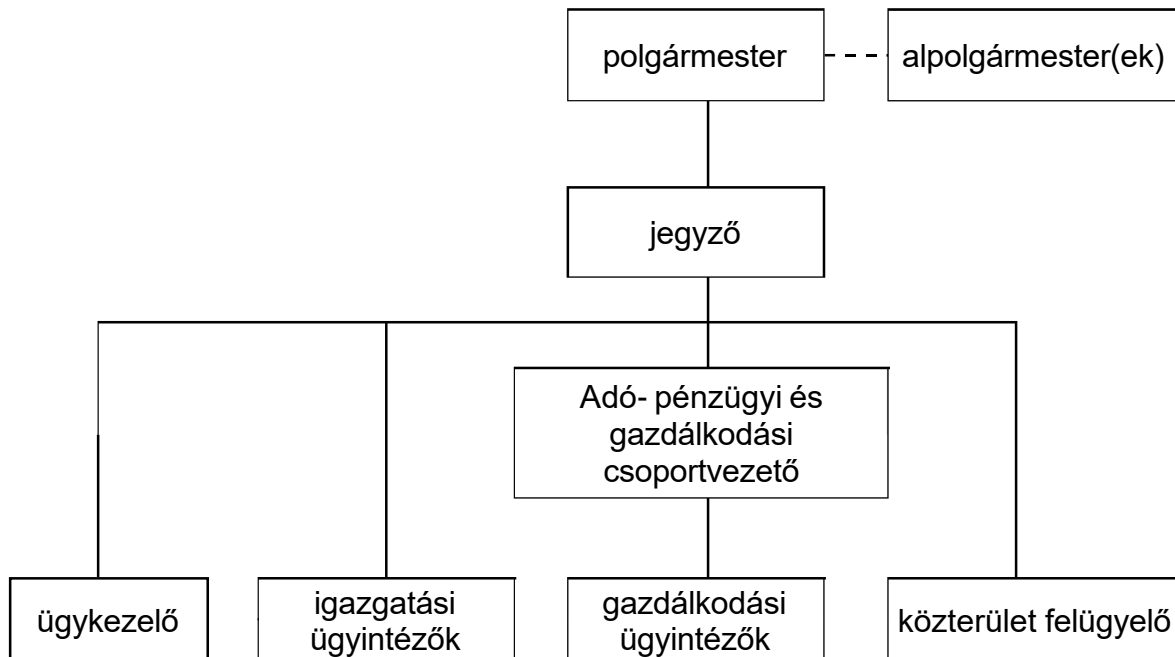 polgármester
alpolgármester(ek)
jegyző
Adó- pénzügyi és
gazdálkodási
csoportvezető
ügykezelő
igazgatási
ügyintézők
gazdálkodási
ügyintézők
közterület felügyelő